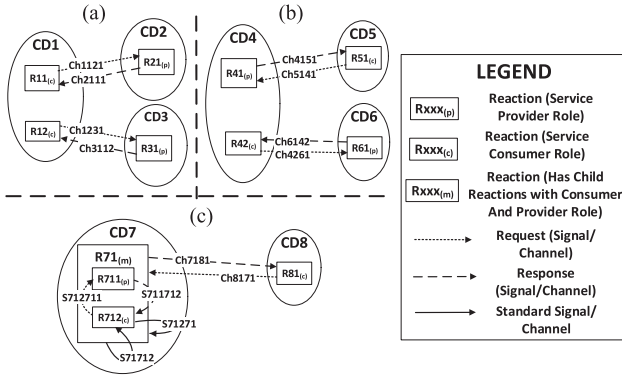 (a)
CD1
CD2
R11(c)
Ch1121
R21(p)
Ch2111
R12(c)
Ch1231
CD3
Ch3112
R31(p)
(b)
CD4
CD5
R41(p)
Ch4151
R51(c)
Ch5141
CD6
R42(c)
Ch6142
R61(p)
Ch4261
(c)
CD7
R71(m)
Ch7181
CD8
R711(p)
Ch8171
R81(c)
S712711
S711712
R712(c)
S71271
S71712
LEGEND
Rxxx(p)
Reaction (Service
Provider Role)
Rxxx(c)
Reaction (Service
Consumer Role)
Rxxx(m)
Reaction (Has Child
Reactions with Consumer
And Provider Role)
Request (Signal/
Channel)
Response
(Signal/Channel)
Standard Signal/
Channel